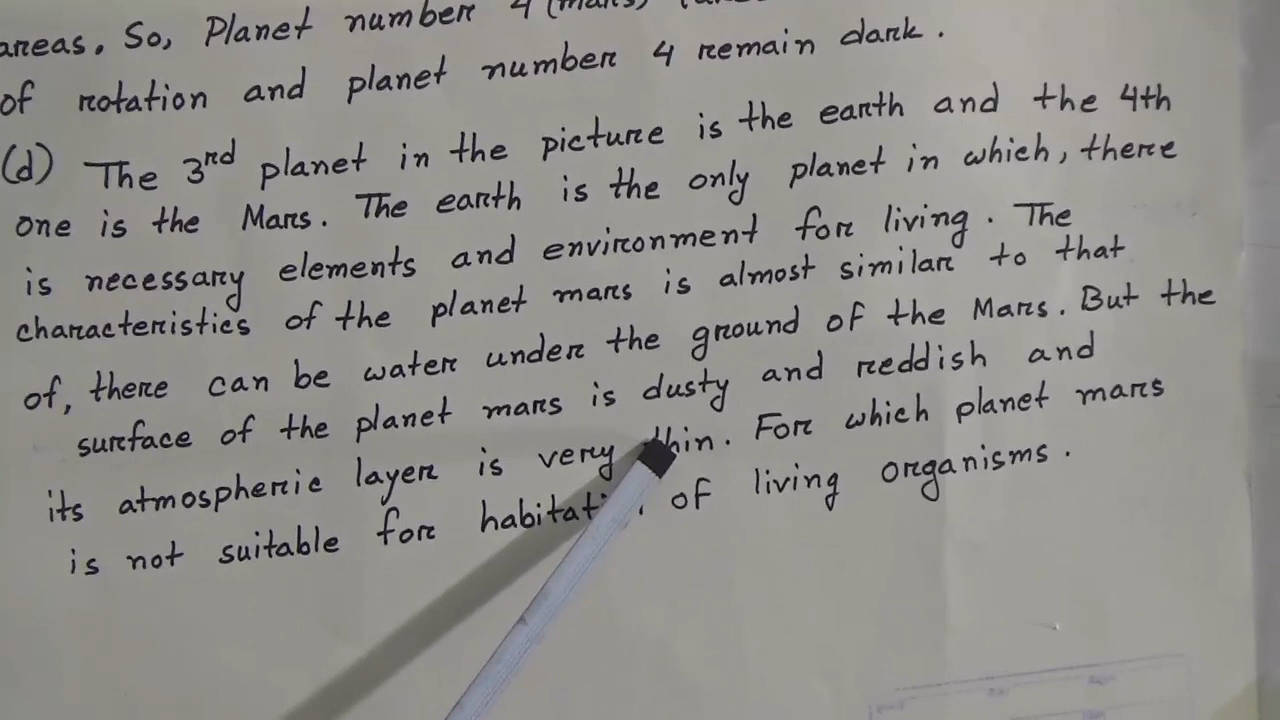 areas. So, Planet number 4 (mars)
of rotation and planet number 4 remain dark.
(d) The 3rd planet in the picture is the earth and the 4th
one is the Mars. The earth is the only planet in which, there
is necessary elements and environment for living. The
characteristics of the planet mars is almost similar to that
of, there can be water under the ground of the Mars. But the
surface of the planet mars is dusty and reddish and
its atmospheric layer is very thin. For which planet mars
is not suitable for of living organisms.